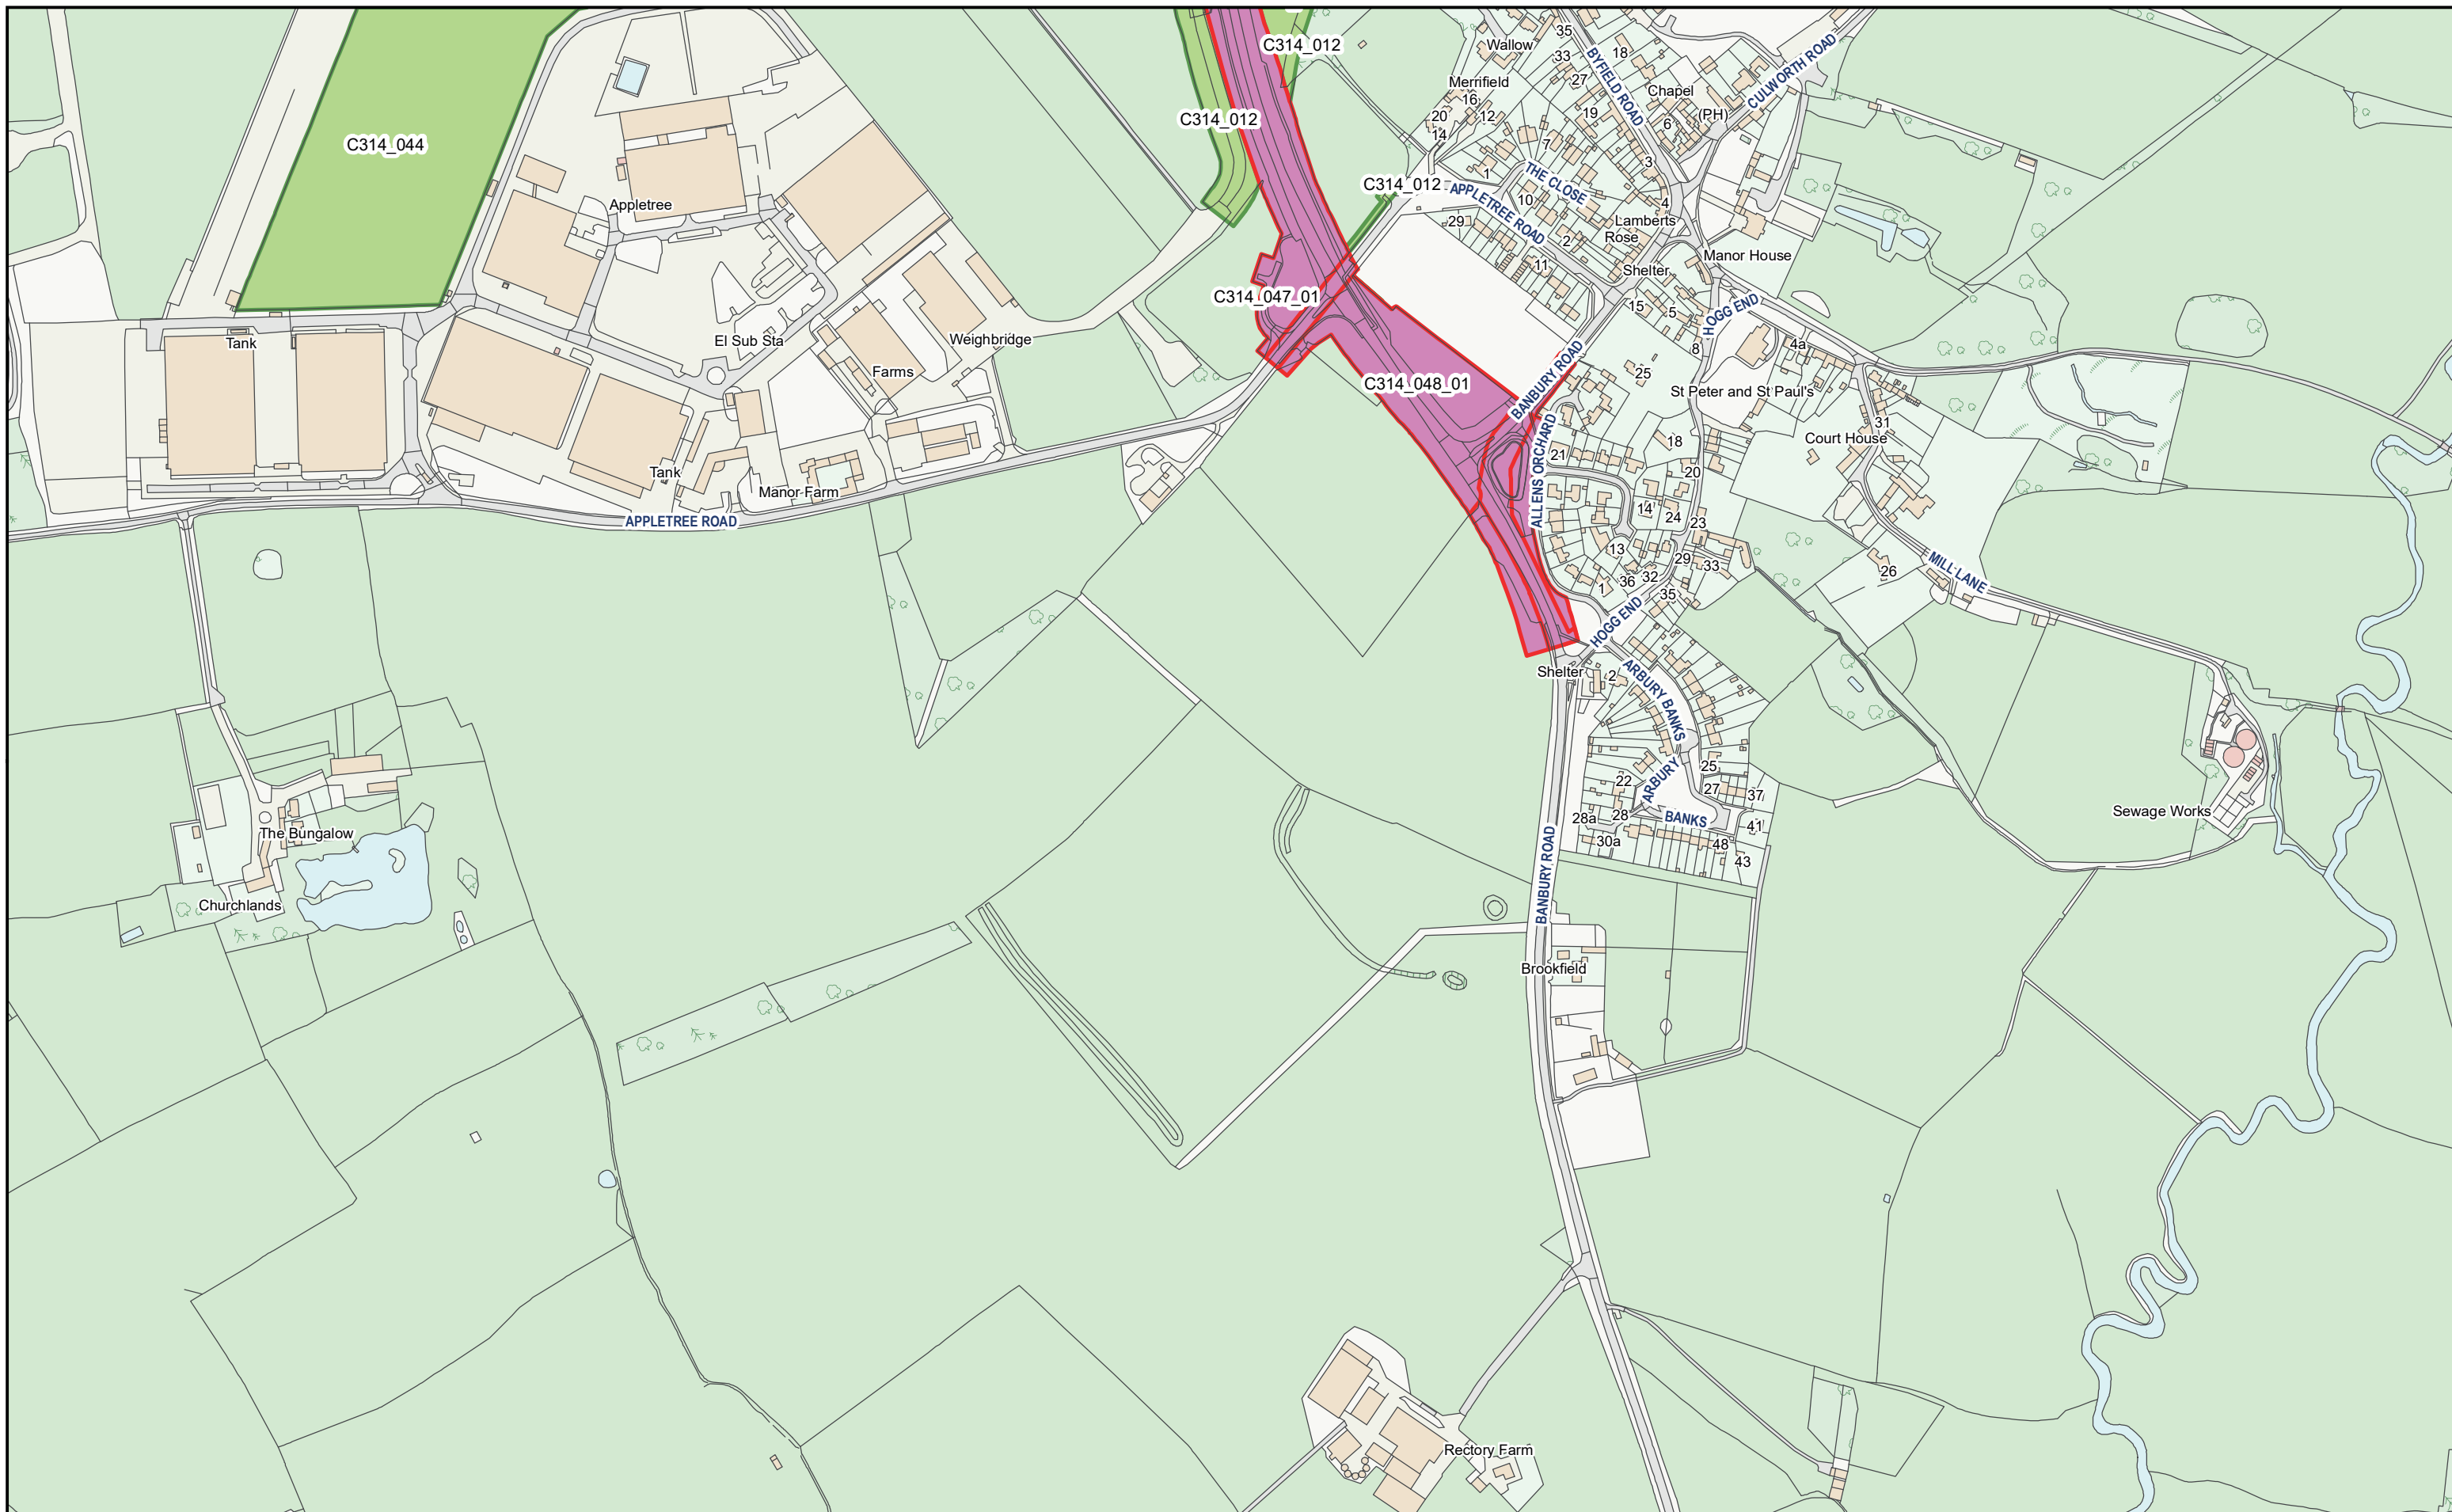 C314_012
Wallow
35
BYFIELD ROAD
18
CULWORTH ROAD
33
27
Merrifield
16
Chapel
20
12
19
(PH)
C314_012
6
14
C314_044
7
3
1
THE CLOSE
C314_012
APPLETREE ROAD
10
4
Appletree
29
Lamberts
2
Rose
Manor House
11
Shelter
C314_047_01
15
5
HOGG END
Tank
El Sub Sta
Weighbridge
8
4a
Farms
BANBURY ROAD
25
C314_048_01
St Peter and St Paul's
31
Court House
18
ALLENS ORCHARD
21
20
Tank
Manor Farm
14
24
23
APPLETREE ROAD
13
29
33
26
MILL LANE
36
32
1
35
HOGG END
Shelter
2
ARBURY BANKS
25
22
ARBURY
27
37
28a
28
BANKS
41
Sewage Works
30a
48
43
The Bungalow
BANBURY ROAD
Churchlands
Brookfield
Rectory Farm